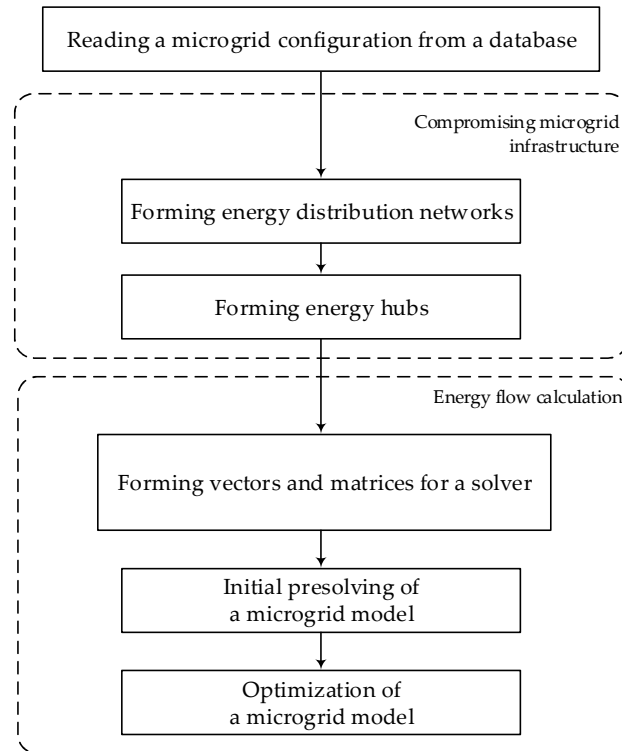 Reading a microgrid configuration from a database
Compromising microgrid
infrastructure
Forming energy distribution networks
Forming energy hubs
Energy flow calculation
Forming vectors and matrices for a solver
Initial presolving of
a microgrid model
Optimization of
a microgrid model